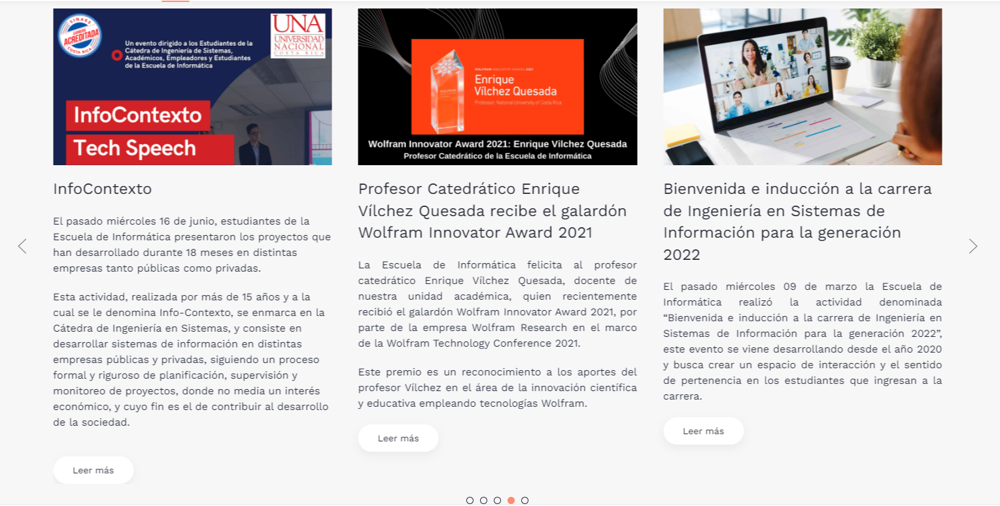 SINAES
CARRERA
ACREDITADA
COSTA RICA
Un evento dirigido a los Estudiantes de la
Cátedra de Ingeniería de Sistemas,
Académicos, Empleadores y Estudiantes
de la Escuela de Informática
UNA
UNIVERSIDAD
NACIONAL
COSTA RICA
InfoContexto
Tech Speech
InfoContexto
El pasado miércoles 16 de junio, estudiantes de la
Escuela de Informática presentaron los proyectos que
han desarrollado durante 18 meses en distintas
empresas tanto públicas como privadas.
Esta actividad, realizada por más de 15 años y a la
cual se le denomina Info-Contexto, se enmarca en la
Cátedra de Ingeniería en Sistemas, y consiste en
desarrollar sistemas de información en distintas
empresas públicas y privadas, siguiendo un proceso
formal y riguroso de planificación, supervisión y
monitoreo de proyectos, donde no media un interés
económico, y cuyo fin es el de contribuir al desarrollo
de la sociedad.
Leer más
WOLFRAM INNOVATOR AWARDS 2021
Enrique
Vílchez Quesada
Professor, National University of Costa Rica
WOLFRAM
Wolfram Innovator Award 2021: Enrique Vilchez Quesada
Profesor Catedrático de la Escuela de Informática
Profesor Catedrático Enrique
Vílchez Quesada recibe el galardón
Wolfram Innovator Award 2021
La Escuela de Informática felicita al profesor
catedrático Enrique Vílchez Quesada, docente de
nuestra unidad académica, quien recientemente
recibió el galardón Wolfram Innovator Award 2021, por
parte de la empresa Wolfram Research en el marco
de la Wolfram Technology Conference 2021.
Este premio es un reconocimiento a los aportes del
profesor Vílchez en el área de la innovación científica
y educativa empleando tecnologías Wolfram.
Leer más
Bienvenida e inducción a la carrera
de Ingeniería en Sistemas de
Información para la generación
2022
El pasado miércoles 09 de marzo la Escuela de
Informática realizó la actividad denominada
“Bienvenida e inducción a la carrera de Ingeniería en
Sistemas de Información para la generación 2022”,
este evento se viene desarrollando desde el año 2020
y busca crear un espacio de interacción y el sentido
de pertenencia en los estudiantes que ingresan a la
carrera.
Leer más